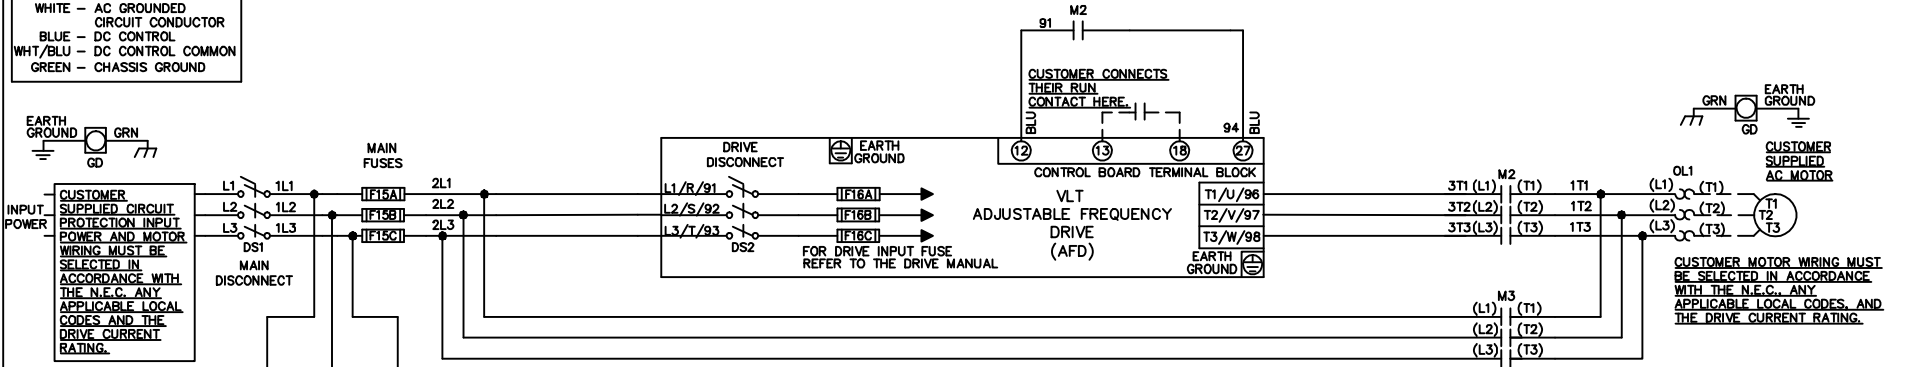 WHITE – AC GROUNDED
CIRCUIT CONDUCTOR
BLUE – DC CONTROL
WHT/BLU – DC CONTROL COMMON
GREEN – CHASSIS GROUND
EARTH
GROUND
GRN
GD
INPUT
POWER
CUSTOMER
SUPPLIED CIRCUIT
PROTECTION INPUT
POWER AND MOTOR
WIRING MUST BE
SELECTED IN
ACCORDANCE WITH
THE N.E.C. ANY
APPLICABLE LOCAL
CODES AND THE
DRIVE CURRENT
RATING.
L1 1L1
L2 1L2
L3 1L3
DS1
MAIN
DISCONNECT
MAIN
FUSES
F15A
F15B
F15C
2L1
2L2
2L3
L1/R/91
L2/S/92
L3/T/93
DRIVE
DISCONNECT
DS2
EARTH
GROUND
F16A
F16B
F16C
FOR DRIVE INPUT FUSE
REFER TO THE DRIVE MANUAL
91
M2
CUSTOMER CONNECTS
THEIR RUN
CONTACT HERE.
BLU
94
BLU
12
13
18
27
CONTROL BOARD TERMINAL BLOCK
VLT
ADJUSTABLE FREQUENCY
DRIVE
(AFD)
T1/U/96
T2/V/97
T3/W/98
EARTH
GROUND
M2
3T1 (L1) (T1) 1T1
3T2(L2) (T2) 1T2
3T3(L3) (T3) 1T3
M3
(L1) (T1)
(L2) (T2)
(L3) (T3)
OL1
(L1) (T1)
(L2) (T2)
(L3) (T3)
T1
T2
T3
GRN
GD
EARTH
GROUND
CUSTOMER
SUPPLIED
AC MOTOR
CUSTOMER MOTOR WIRING MUST
BE SELECTED IN ACCORDANCE
WITH THE N.E.C., ANY
APPLICABLE LOCAL CODES, AND
THE DRIVE CURRENT RATING.